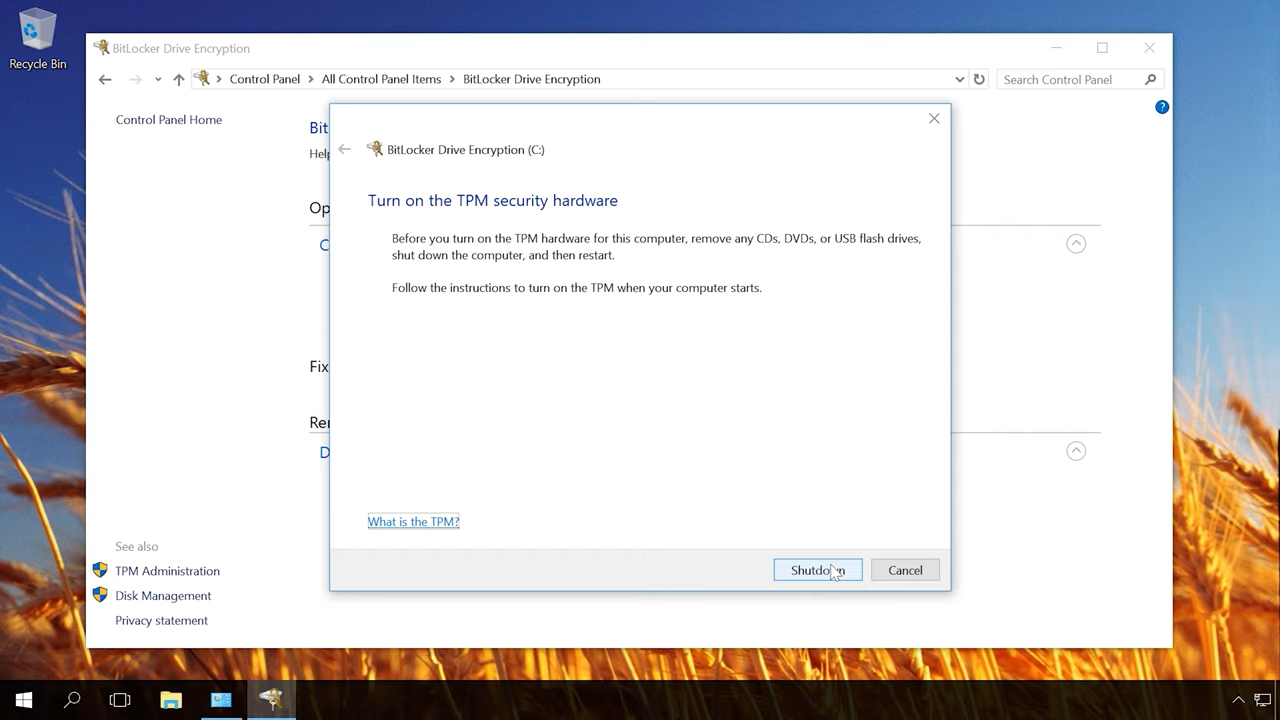 Recycle Bin
BitLocker Drive Encryption
Control Panel
All Control Panel Items
BitLocker Drive Encryption
Search Control Panel
Control Panel Home
Bit
Help
Op
C
Fix
D
BitLocker Drive Encryption (C:)
Turn on the TPM security hardware
Before you turn on the TPM hardware for this computer, remove any CDs, DVDs, or USB flash drives,
shut down the computer, and then restart.
Follow the instructions to turn on the TPM when your computer starts.
What is the TPM?
Shutdown
Cancel
See also
TPM Administration
Disk Management
Privacy statement